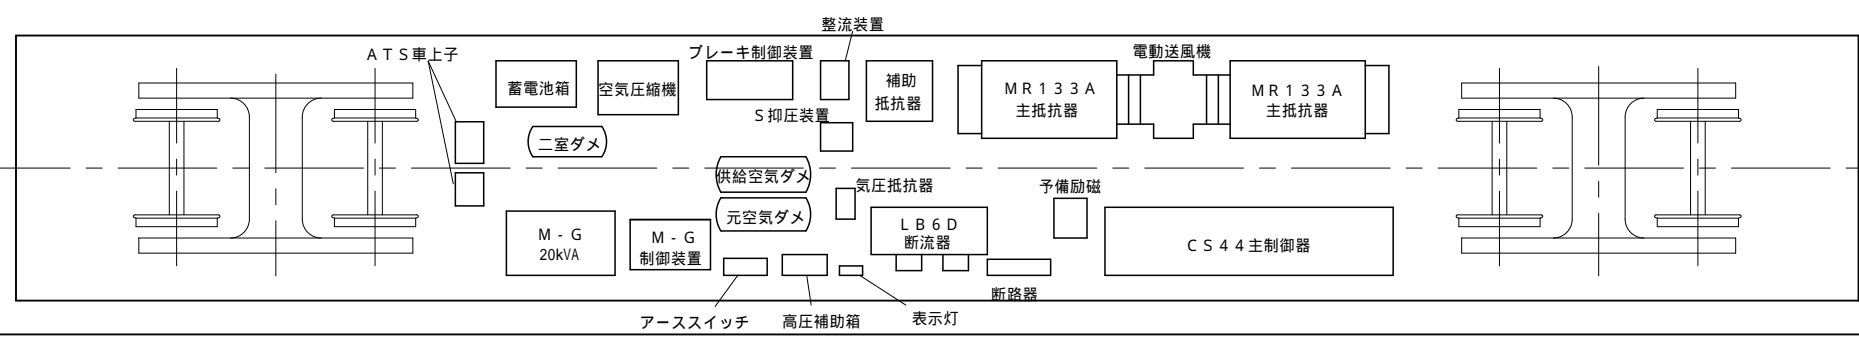 整流装置
ＡＴＳ車上子
ブレーキ制御装置
電動送風機
蓄電池箱
空気圧縮機
補助
抵抗器
ＭＲ１３３Ａ
主抵抗器
ＭＲ１３３Ａ
主抵抗器
Ｓ抑圧装置
二室ダメ
供給空気ダメ
気圧抵抗器
予備励磁
元空気ダメ
Ｍ-Ｇ
20kVA
Ｍ-Ｇ
制御装置
ＬＢ６Ｄ
断流器
ＣＳ４４主制御器
断路器
アーススイッチ
高圧補助箱
表示灯